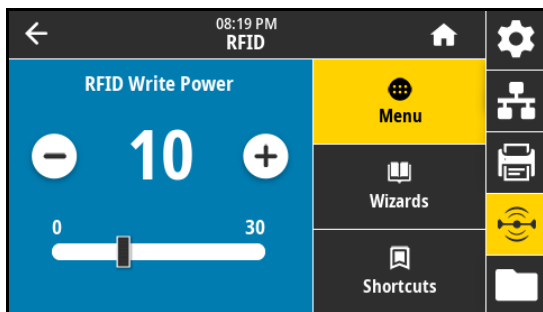 08:19 PM
RFID
RFID Write Power
10
0 30
Menu
Wizards
Shortcuts